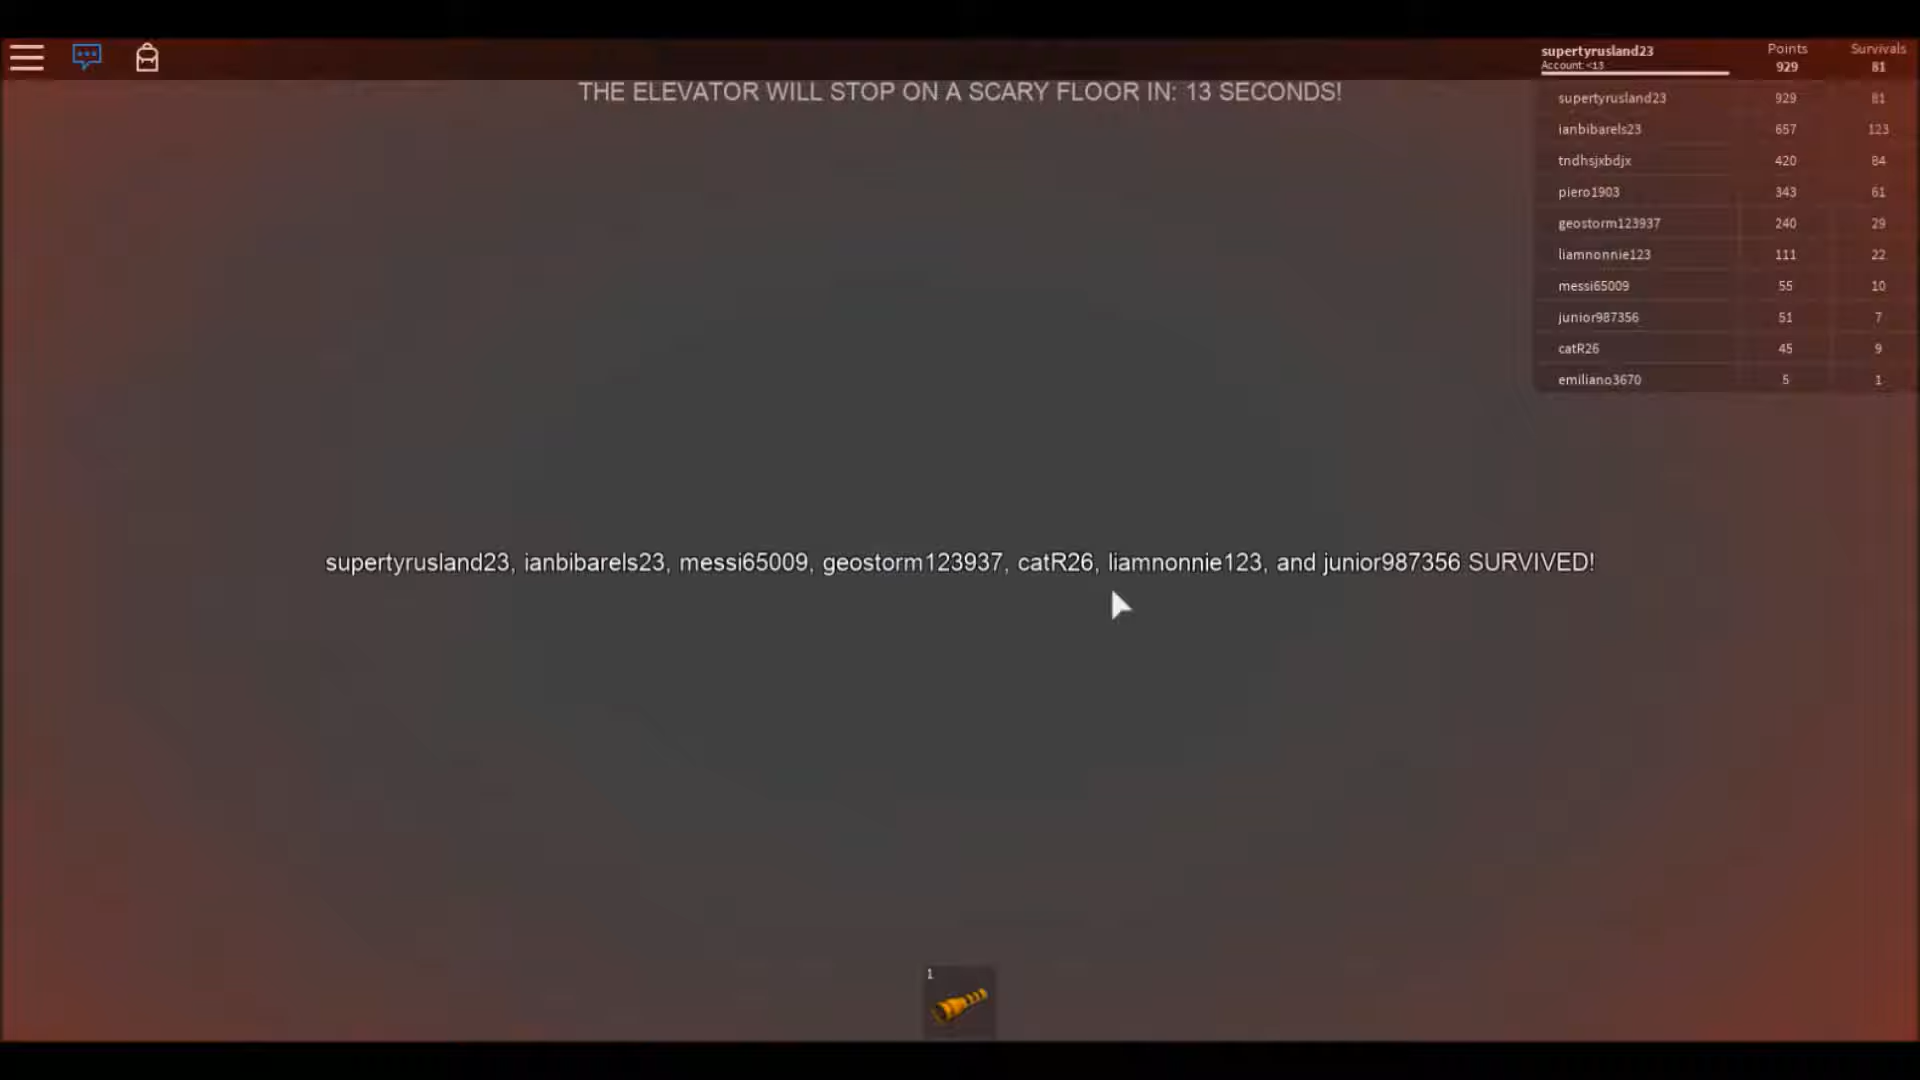 supertyrusland23 Points Survivals
Account: <13 929 81
THE ELEVATOR WILL STOP ON A SCARY FLOOR IN: 13 SECONDS!
supertyrusland23 929 81
ianbibarels23 657 123
tndhsjxbdjx 420 84
piero1903 343 61
geostorm123937 240 29
liamnonnie123 111 22
messi65009 55 10
junior987356 51 7
catR26 45 9
emiliano3670 5 1
supertyrusland23, ianbibarels23, messi65009, geostorm123937, catR26, liamnonnie123, and junior987356 SURVIVED!
1